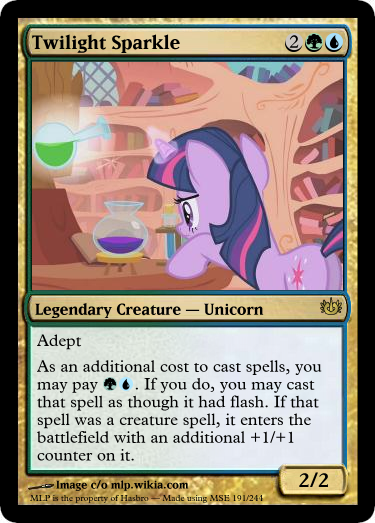 Twilight Sparkle 2
Legendary Creature — Unicorn
Adept
As an additional cost to cast spells, you
may pay . If you do, you may cast
that spell as though it had flash. If that
spell was a creature spell, it enters the
battlefield with an additional +1/+1
counter on it.
Image c/o mlp.wikia.com
MLP is the property of Hasbro — Made using MSE 191/244
2/2